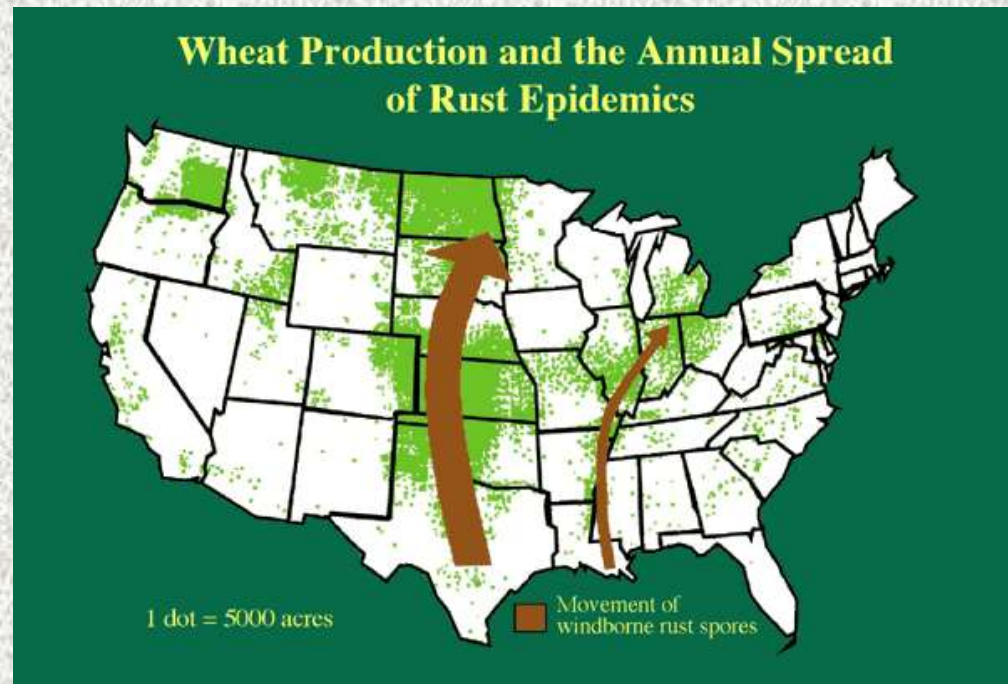 Wheat Production and the Annual Spread
of Rust Epidemics
1 dot = 5000 acres
Movement of
windborne rust spores